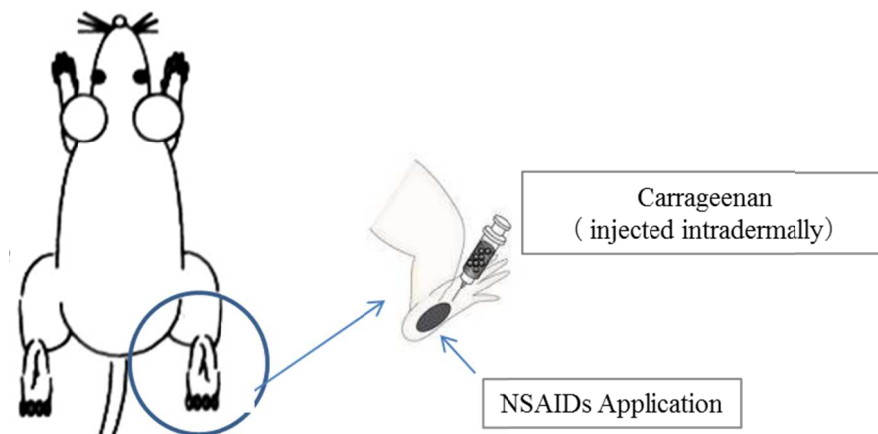 Carrageenan
（injected intradermally）
NSAIDs Application